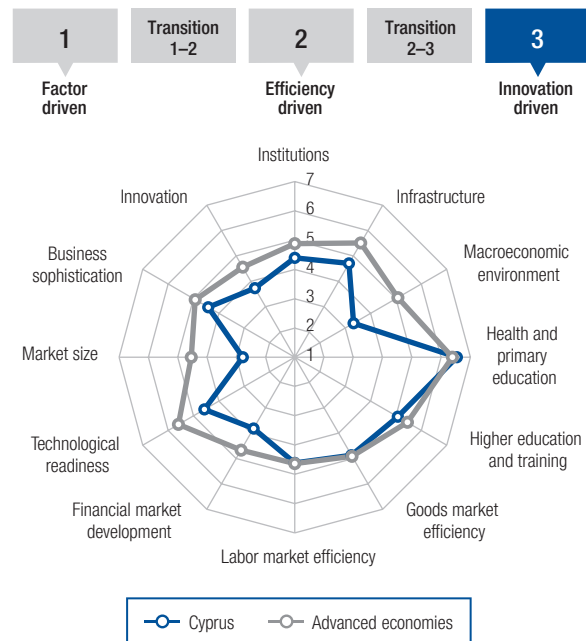 1
Transition
1–2
2
Transition
2–3
3
Factor
driven
Efficiency
driven
Innovation
driven
Institutions
7
Innovation
Infrastructure
6
Business
sophistication
5
Macroeconomic
environment
4
3
2
Market size
1
Health and
primary
education
Technological
readiness
Higher education
and training
Financial market
development
Goods market
efficiency
Labor market efficiency
Cyprus
Advanced economies